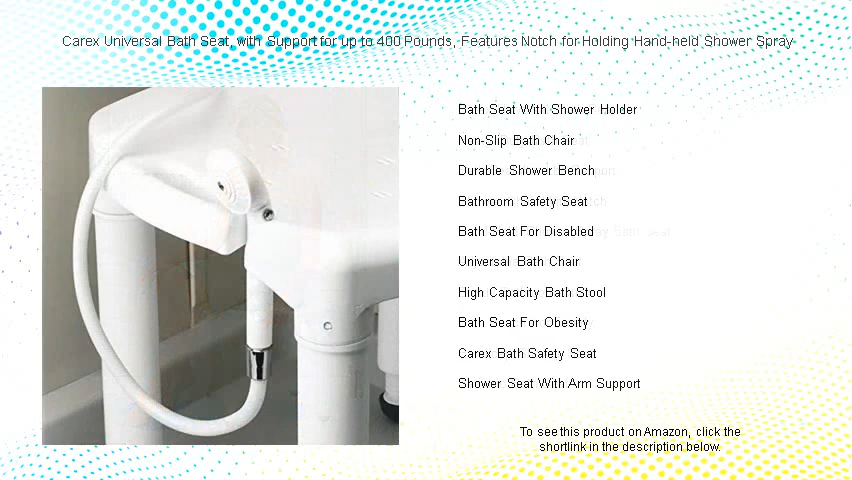 Carex Universal Bath Seat, with Support for up to 400 Pounds, Features Notch for Holding Hand-held Shower Spray
Bath Seat With Shower Holder
Non-Slip Bath Chair
Durable Shower Bench
Bathroom Safety Seat
Bath Seat For Disabled
Universal Bath Chair
High Capacity Bath Stool
Bath Seat For Obesity
Carex Bath Safety Seat
Shower Seat With Arm Support
To see this product on Amazon, click the
shortlink in the description below.